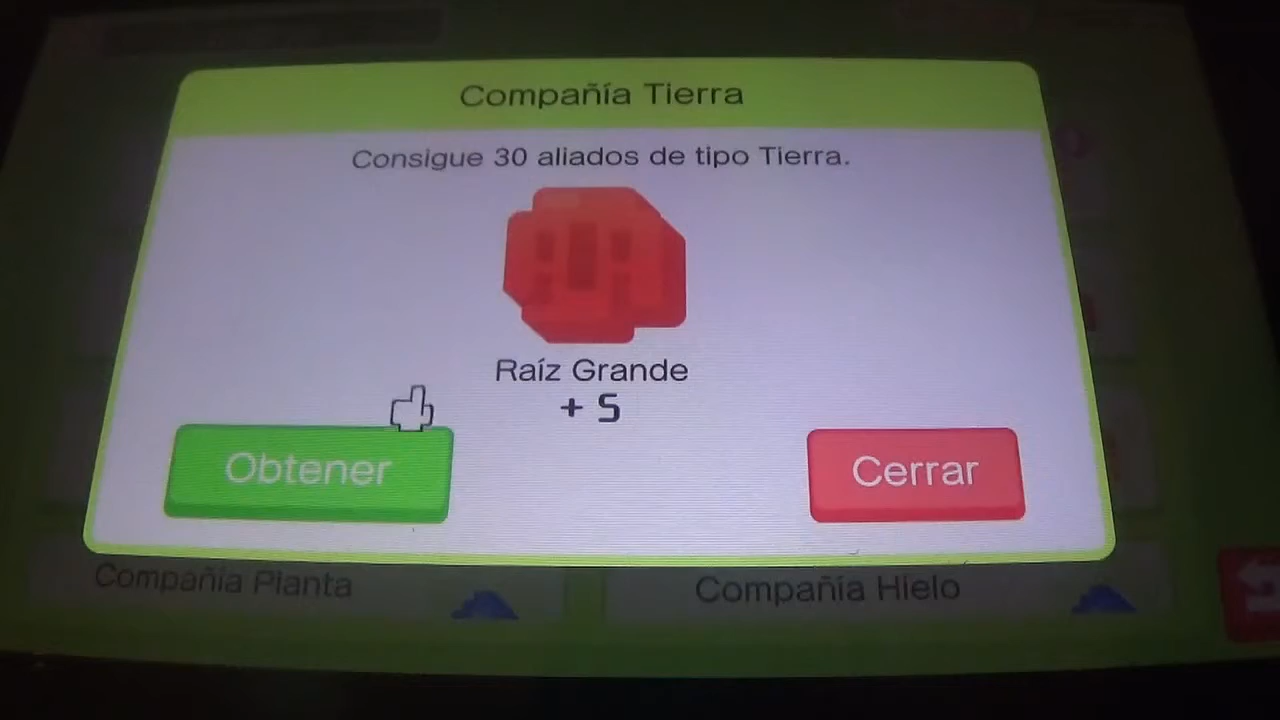 Compañía Tierra
Consigue 30 aliados de tipo Tierra.
Raíz Grande
+ 5
Obtener
Cerrar
Compañía Planta
Compañía Hielo